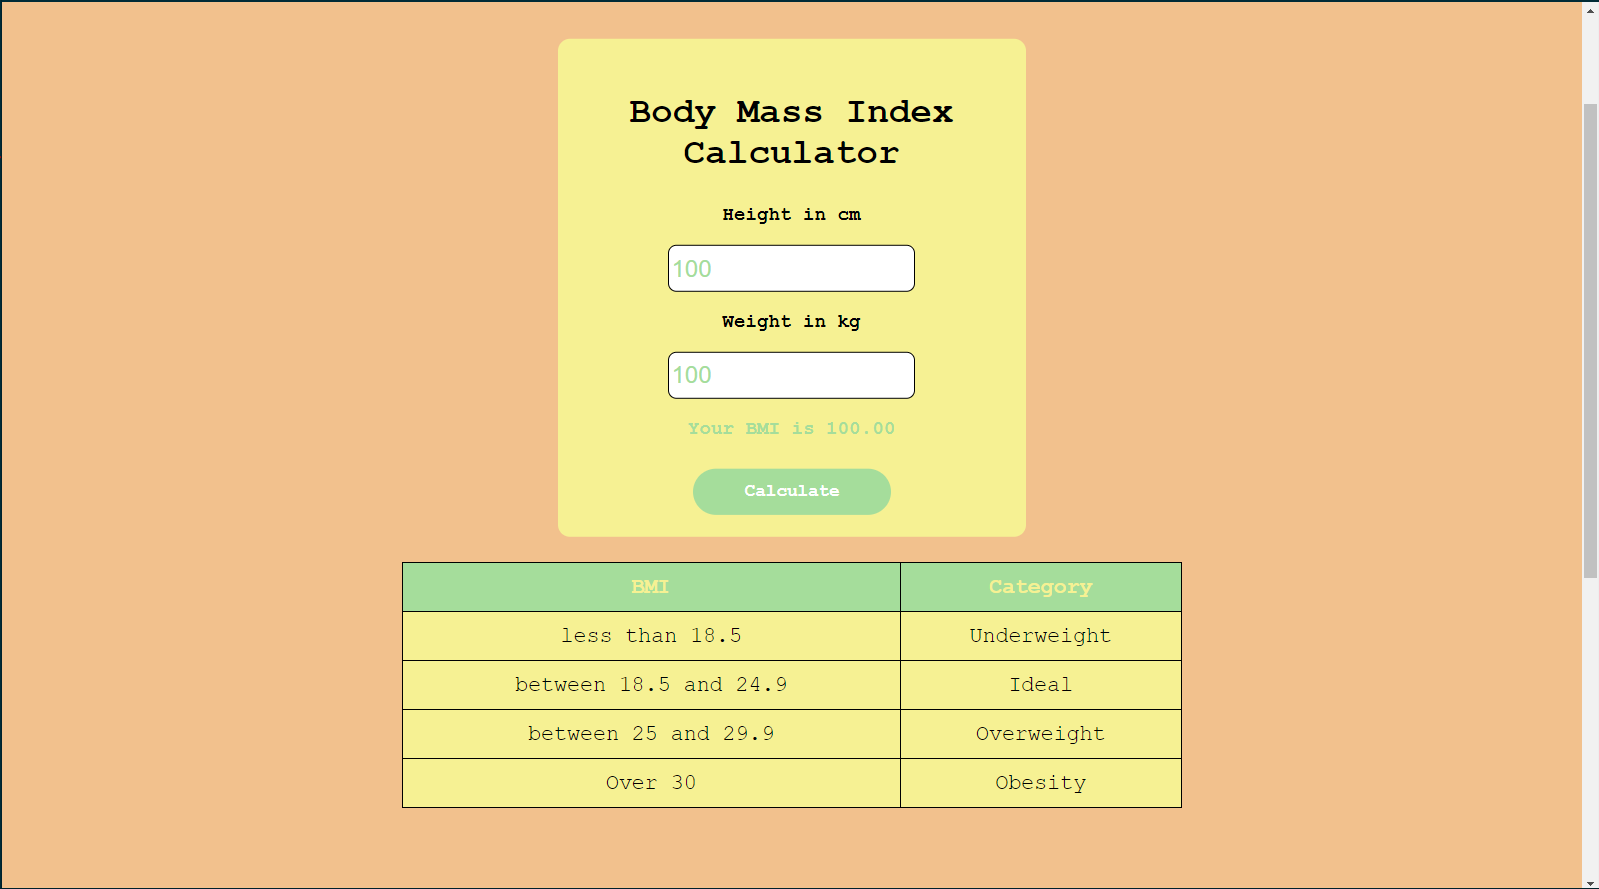 Body Mass Index
Calculator
Height in cm
100
Weight in kg
100
Your BMI is 100.00
Calculate
BMI Category
less than 18.5 Underweight
between 18.5 and 24.9 Ideal
between 25 and 29.9 Overweight
Over 30 Obesity